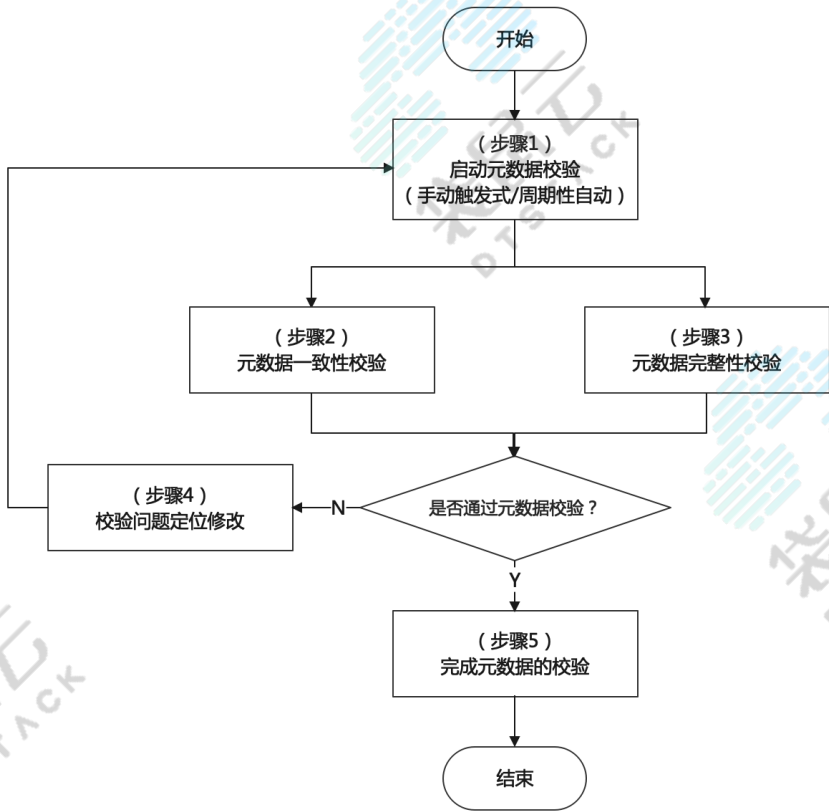 开始
（步骤1）
启动元数据校验
（手动触发式/周期性自动）
（步骤2）
元数据一致性校验
（步骤3）
元数据完整性校验
是否通过元数据校验？
N
（步骤4）
校验问题定位修改
Y
（步骤5）
完成元数据的校验
结束
袋鼠云
DTSTACK